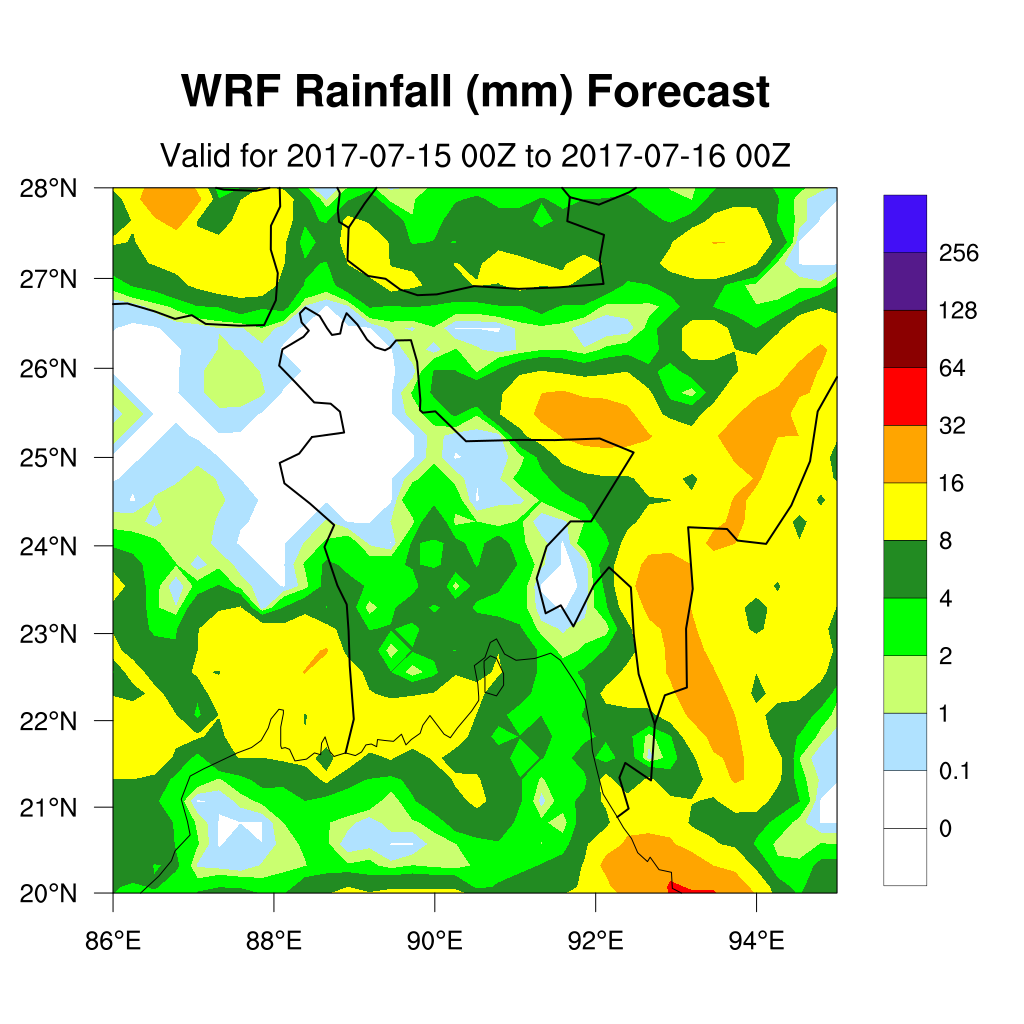 WRF Rainfall (mm) Forecast
Valid for 2017-07-15 00Z to 2017-07-16 00Z
28°N
27°N
26°N
25°N
24°N
23°N
22°N
21°N
20°N
86°E 88°E 90°E 92°E 94°E
256
128
64
32
16
8
4
2
1
0.1
0